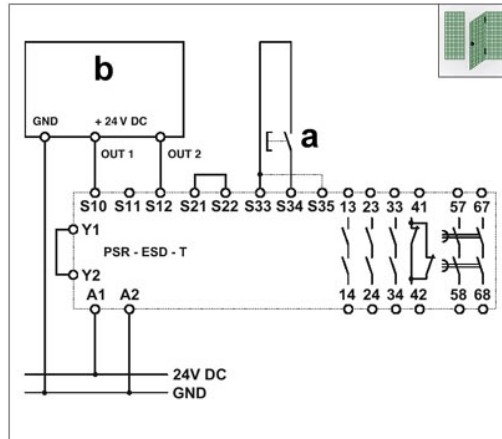 b
GND + 24 V DC
OUT 1 OUT 2
a
S10 S11 S12 S21 S22 S33 S34 S35 13 23 33 41 57 67
Y1
PSR - ESD - T
Y2
A1 A2 14 24 34 42 58 68
24V DC
GND